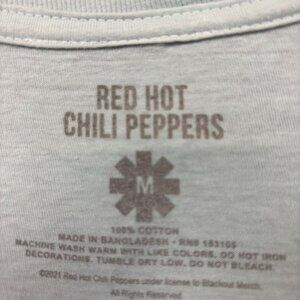 RED HOT
CHILI PEPPERS
M
100% COTTON
MADE IN BANGLADESH • RN# 153105
MACHINE WASH WARM WITH LIKE COLORS. DO NOT IRON
DECORATIONS. TUMBLE DRY LOW. DO NOT BLEACH.
©2021 Red Hot Chili Peppers under license to Blackout Merch.
All Rights Reserved.